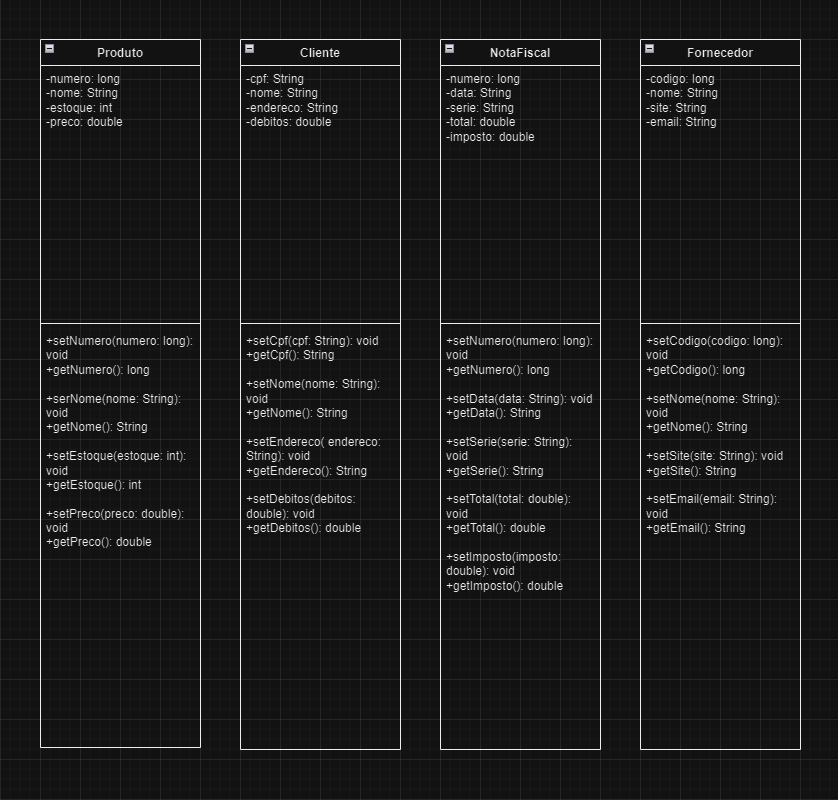 Produto
-numero: long
-nome: String
-estoque: int
-preco: double
+setNumero(numero: long):
void
+getNumero(): long
+serNome(nome: String):
void
+getNome(): String
+setEstoque(estoque: int):
void
+getEstoque(): int
+setPreco(preco: double):
void
+getPreco(): double
Cliente
-cpf: String
-nome: String
-endereco: String
-debitos: double
+setCpf(cpf: String): void
+getCpf(): String
+setNome(nome: String):
void
+getNome(): String
+setEndereco( endereco:
String): void
+getEndereco(): String
+setDebitos(debitos:
double): void
+getDebitos(): double
NotaFiscal
-numero: long
-data: String
-serie: String
-total: double
-imposto: double
+setNumero(numero: long):
void
+getNumero(): long
+setData(data: String): void
+getData(): String
+setSerie(serie: String):
void
+getSerie(): String
+setTotal(total: double):
void
+getTotal(): double
+setImposto(imposto:
double): void
+getImposto(): double
Fornecedor
-codigo: long
-nome: String
-site: String
-email: String
+setCodigo(codigo: long):
void
+getCodigo(): long
+setNome(nome: String):
void
+getNome(): String
+setSite(site: String): void
+getSite(): String
+setEmail(email: String):
void
+getEmail(): String